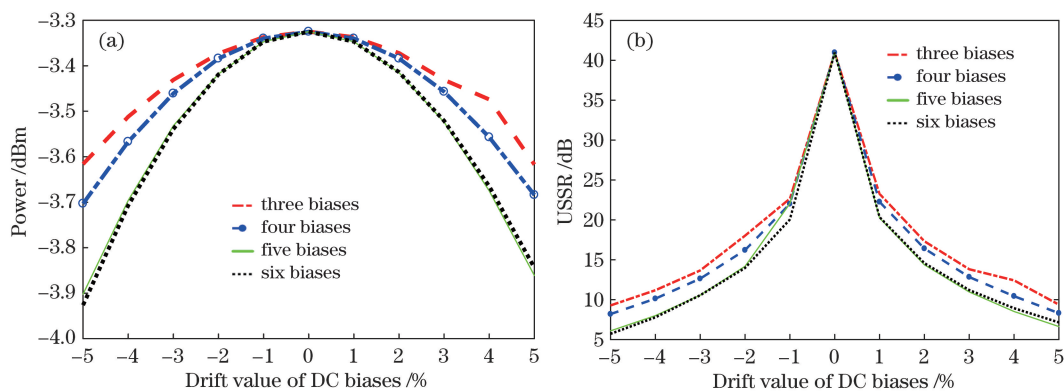 (a)
Power /dBm
−3.3
−3.4
−3.5
−3.6
−3.7
−3.8
−3.9
−4.0
three biases
four biases
five biases
six biases
−5 −4 −3 −2 −1 0 1 2 3 4 5
Drift value of DC biases /%
(b)
USSR /dB
45
40
35
30
25
20
15
10
5
three biases
four biases
five biases
six biases
−5 −4 −3 −2 −1 0 1 2 3 4 5
Drift value of DC biases /%